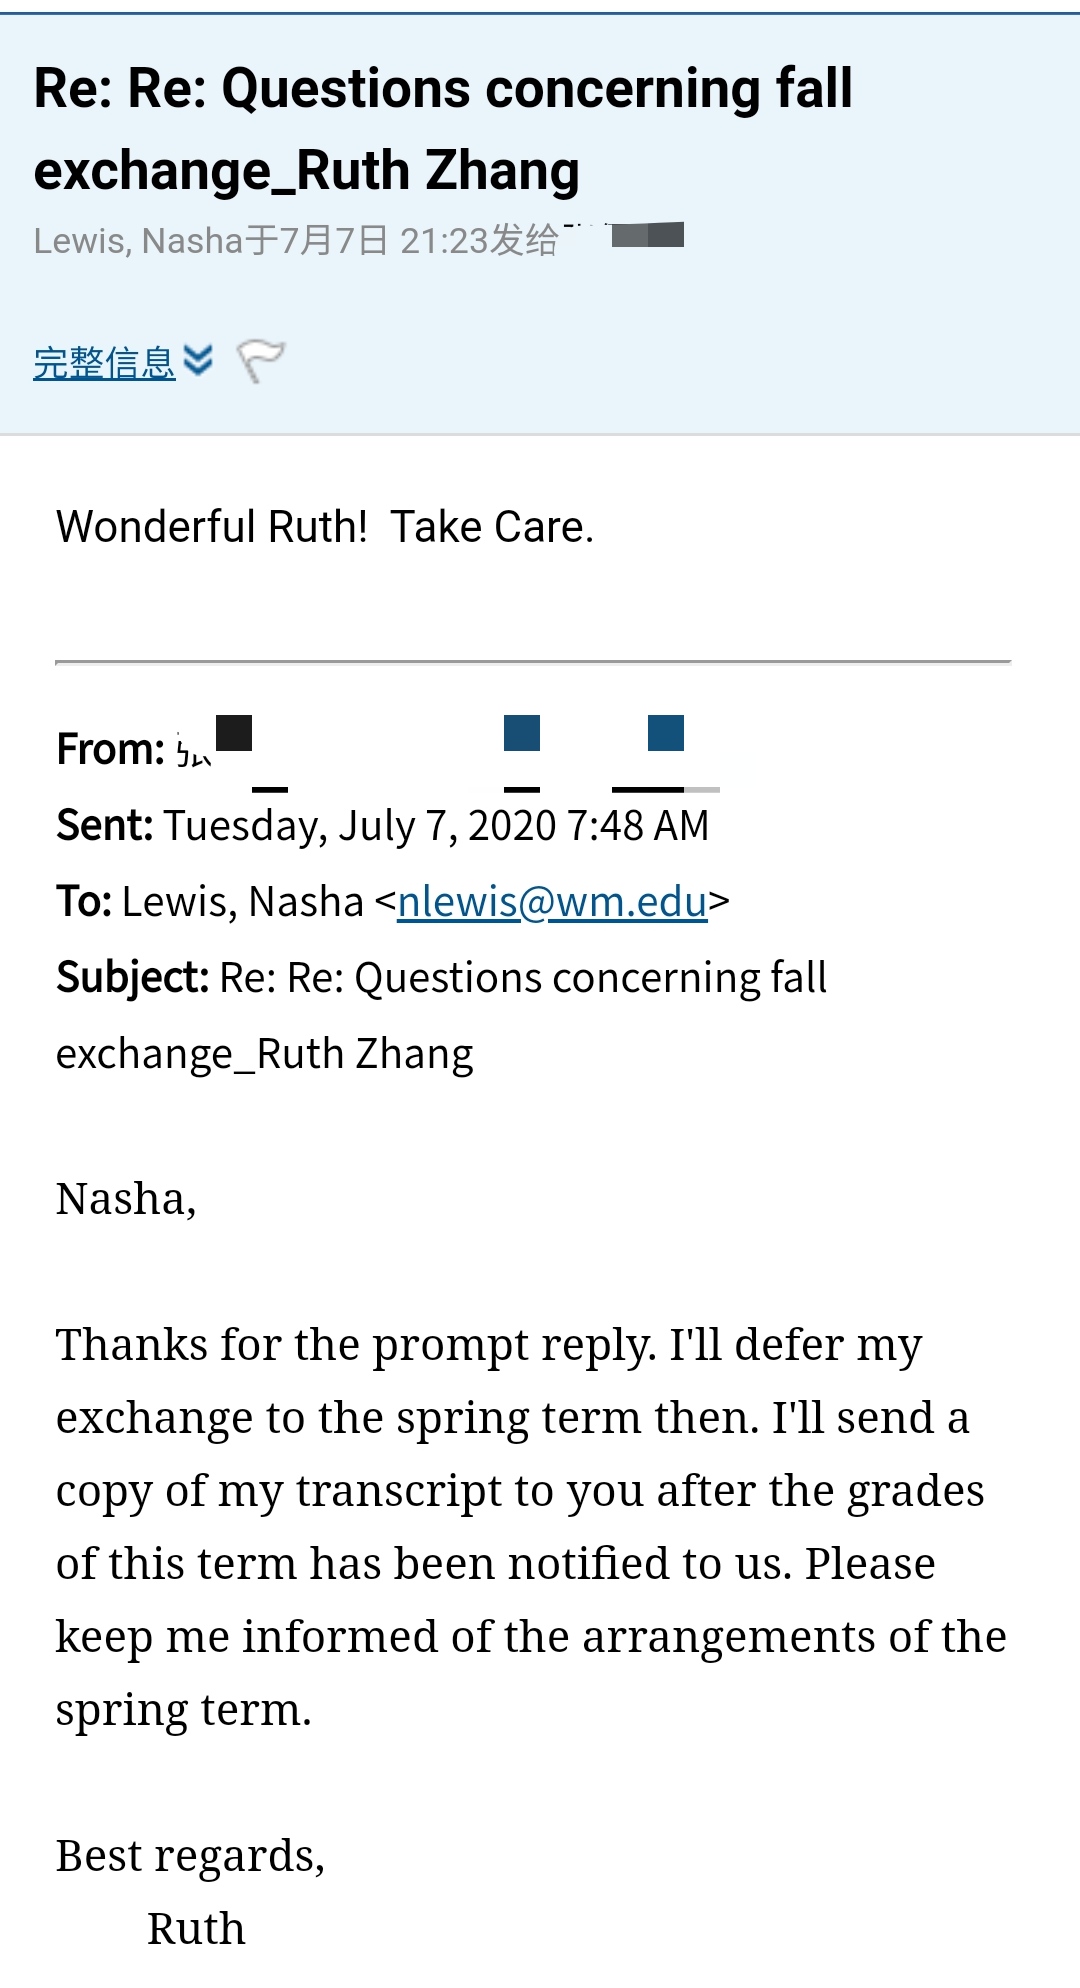 Re: Re: Questions concerning fall
exchange_Ruth Zhang
Lewis, Nasha于7月7日 21:23发给
完整信息
Wonderful Ruth!  Take Care.
From:
Sent: Tuesday, July 7, 2020 7:48 AM
To: Lewis, Nasha <nlewis@wm.edu>
Subject: Re: Re: Questions concerning fall
exchange_Ruth Zhang
Nasha,
Thanks for the prompt reply. I'll defer my
exchange to the spring term then. I'll send a
copy of my transcript to you after the grades
of this term has been notified to us. Please
keep me informed of the arrangements of the
spring term.
Best regards,
Ruth